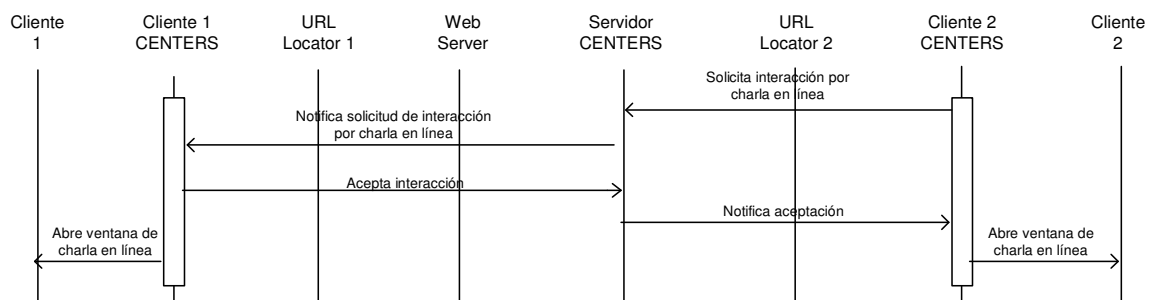 Cliente
1
Cliente 1
CENTERS
URL
Locator 1
Web
Server
Servidor
CENTERS
URL
Locator 2
Cliente 2
CENTERS
Cliente
2
Solicita interacción por
charla en línea
Notifica solicitud de interacción
por charla en línea
Acepta interacción
Notifica aceptación
Abre ventana de
charla en línea
Abre ventana de
charla en línea